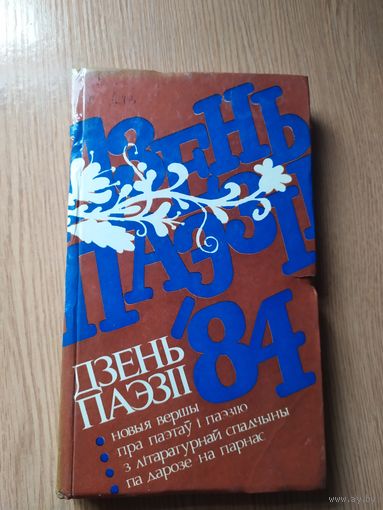 ДЗЕНЬ
ПАЭЗІІ
'84
ДЗЕНЬ
ПАЭЗІІ
новыя вершы
пра паэтаў і паэзію
з літаратурнай спадчыны
па дарозе на парнас